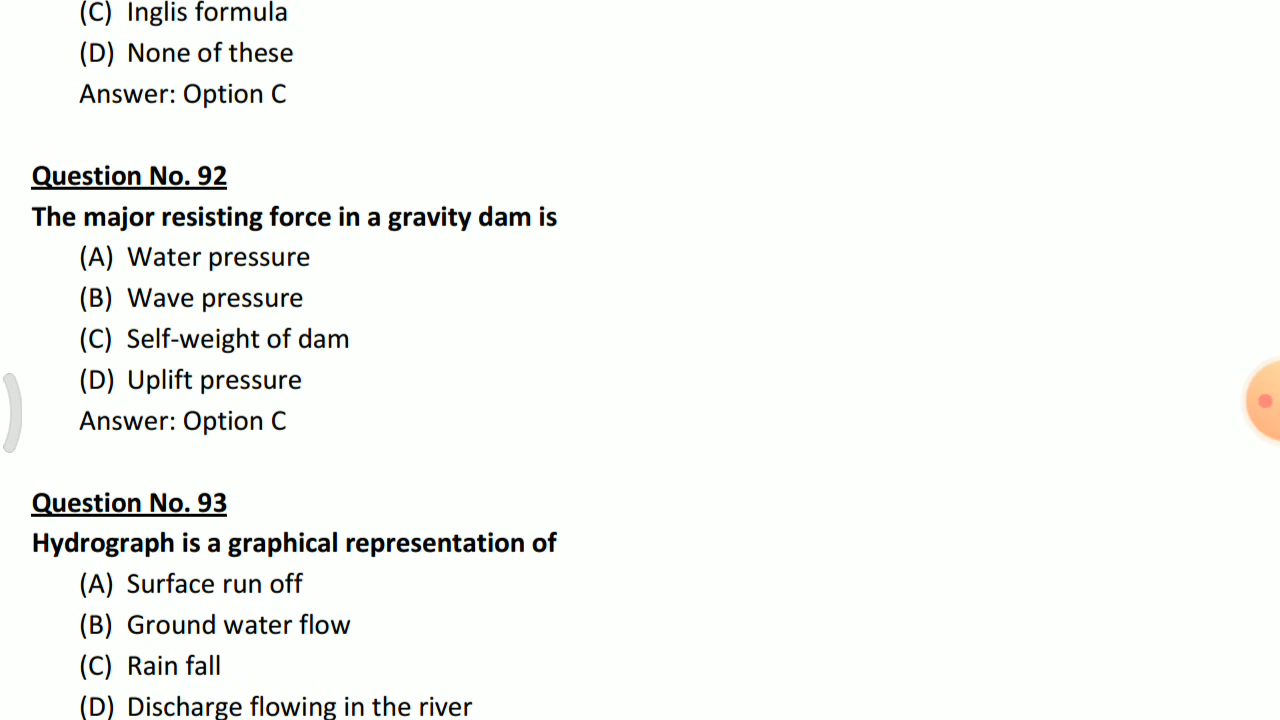 (C) Inglis formula
(D) None of these
Answer: Option C
Question No. 92
The major resisting force in a gravity dam is
(A) Water pressure
(B) Wave pressure
(C) Self-weight of dam
(D) Uplift pressure
Answer: Option C
Question No. 93
Hydrograph is a graphical representation of
(A) Surface run off
(B) Ground water flow
(C) Rain fall
(D) Discharge flowing in the river